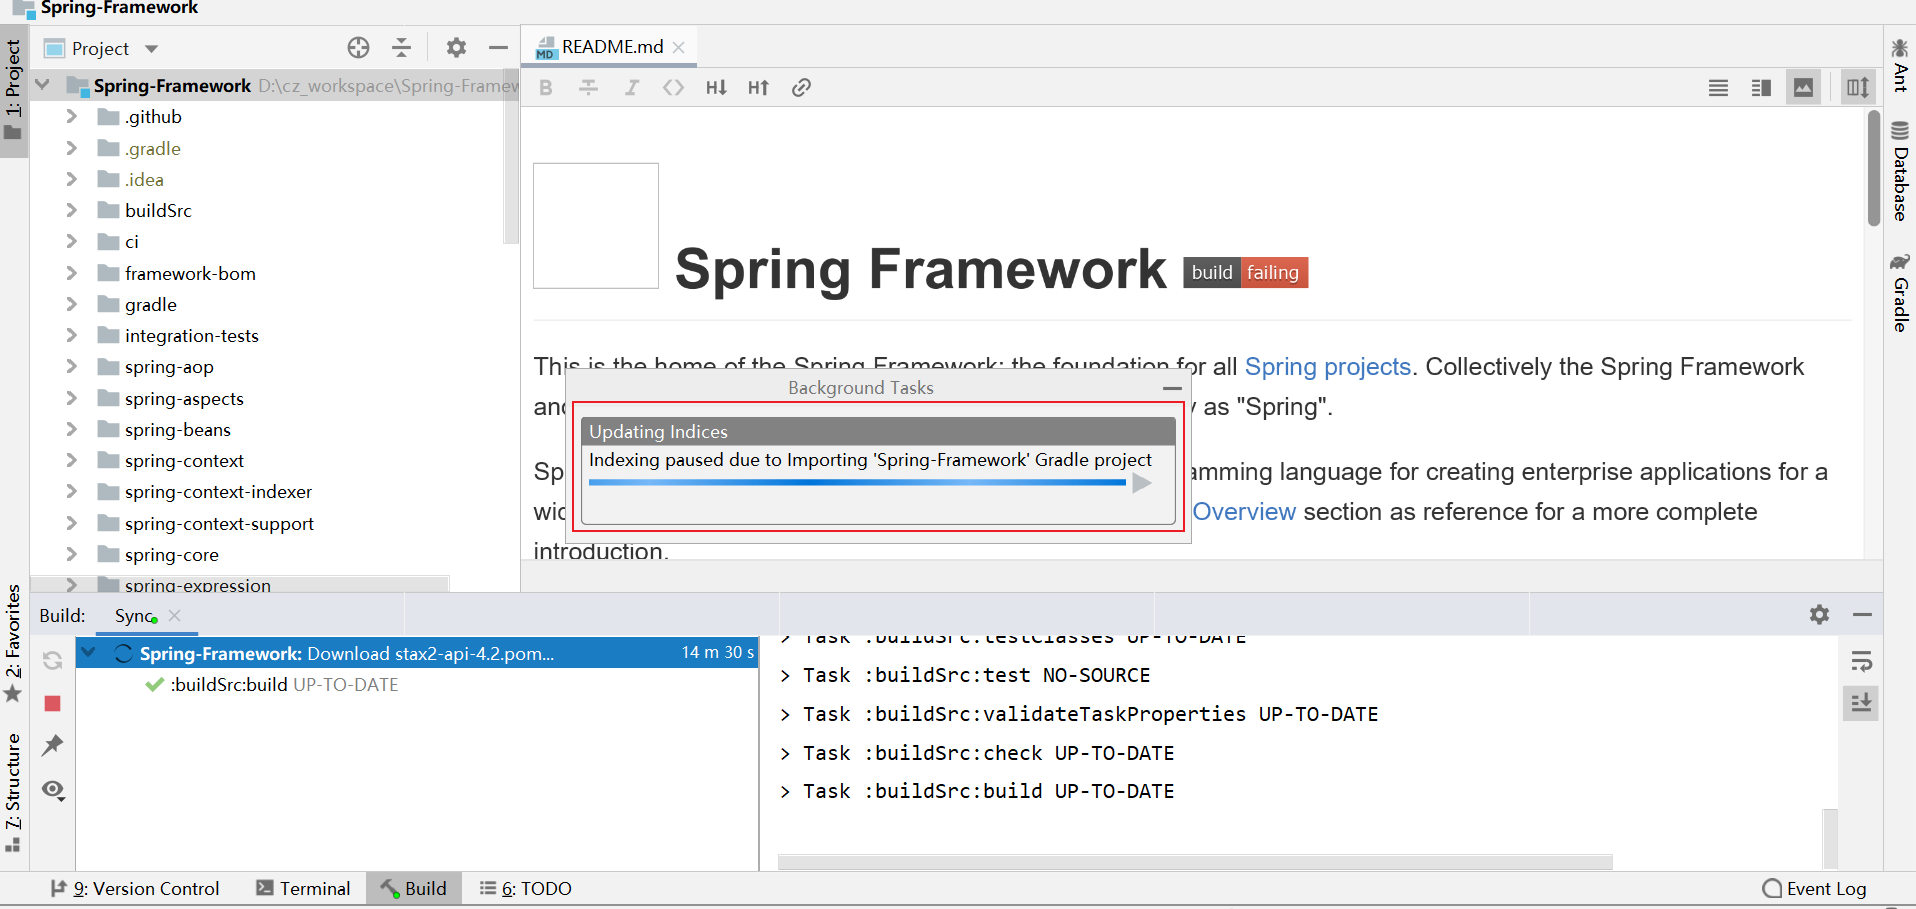 Spring-Framework
1: Project
Project
Spring-Framework D:\cz_workspace\Spring-Framew
.github
.gradle
.idea
buildSrc
ci
framework-bom
gradle
integration-tests
spring-aop
spring-aspects
spring-beans
spring-context
spring-context-indexer
spring-context-support
spring-core
spring-expression
README.md
MD
B I H H
Spring Framework build failing
This is the home of the Spring Framework: the foundation for all Spring projects. Collectively the Spring Framework
and y as "Spring".
Sp amming language for creating enterprise applications for a
wid Overview section as reference for a more complete
introduction.
Background Tasks
Updating Indices
Indexing paused due to Importing 'Spring-Framework' Gradle project
Ant
Database
Gradle
2: Favorites
7: Structure
Build: Sync
Spring-Framework: Download stax2-api-4.2.pom... 14 m 30 s
:buildSrc:build UP-TO-DATE
> Task :buildSrc:testClasses UP-TO-DATE
> Task :buildSrc:test NO-SOURCE
> Task :buildSrc:validateTaskProperties UP-TO-DATE
> Task :buildSrc:check UP-TO-DATE
> Task :buildSrc:build UP-TO-DATE
9: Version Control Terminal Build 6: TODO Event Log